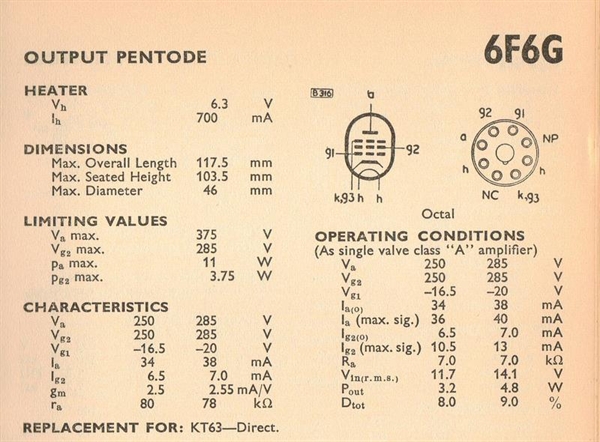 OUTPUT PENTODE
6F6G
HEATER
Vh 6.3 V
Ih 700 mA
DIMENSIONS
Max. Overall Length 117.5 mm
Max. Seated Height 103.5 mm
Max. Diameter 46 mm
LIMITING VALUES
Va max. 375 V
Vg2 max. 285 V
pa max. 11 W
pg2 max. 3.75 W
CHARACTERISTICS
Va 250 285 V
Vg2 250 285 V
Vg1 –16.5 –20 V
Ia 34 38 mA
Ig2 6.5 7.0 mA
gm 2.5 2.55 mA/V
ra 80 78 kΩ
B316
a
g1 g2
k,g3 h h
g2 g1
a NP
h h
NC k,g3
Octal
OPERATING CONDITIONS
(As single valve class "A" amplifier)
Va 250 285 V
Vg2 250 285 V
Vg1 –16.5 –20 V
Ia(o) 34 38 mA
Ia (max. sig.) 36 40 mA
Ig2(o) 6.5 7.0 mA
Ig2 (max. sig.) 10.5 13 mA
Ra 7.0 7.0 kΩ
Vin(r.m.s.) 11.7 14.1 V
Pout 3.2 4.8 W
Dtot 8.0 9.0 %
REPLACEMENT FOR: KT63—Direct.